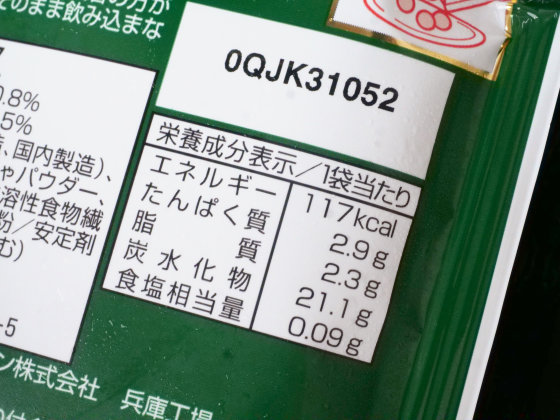 のまま飲み込まな
0QJK31052
0.8%
5%
国内製造)、
パウダー、
溶性食物繊
粉/安定剤
む)
-5
栄養成分表示/1袋当たり
エネルギー 117kcal
たんぱく質 2.9g
脂質 2.3g
炭水化物 21.1g
食塩相当量 0.09g
ン株式会社 兵庫工場